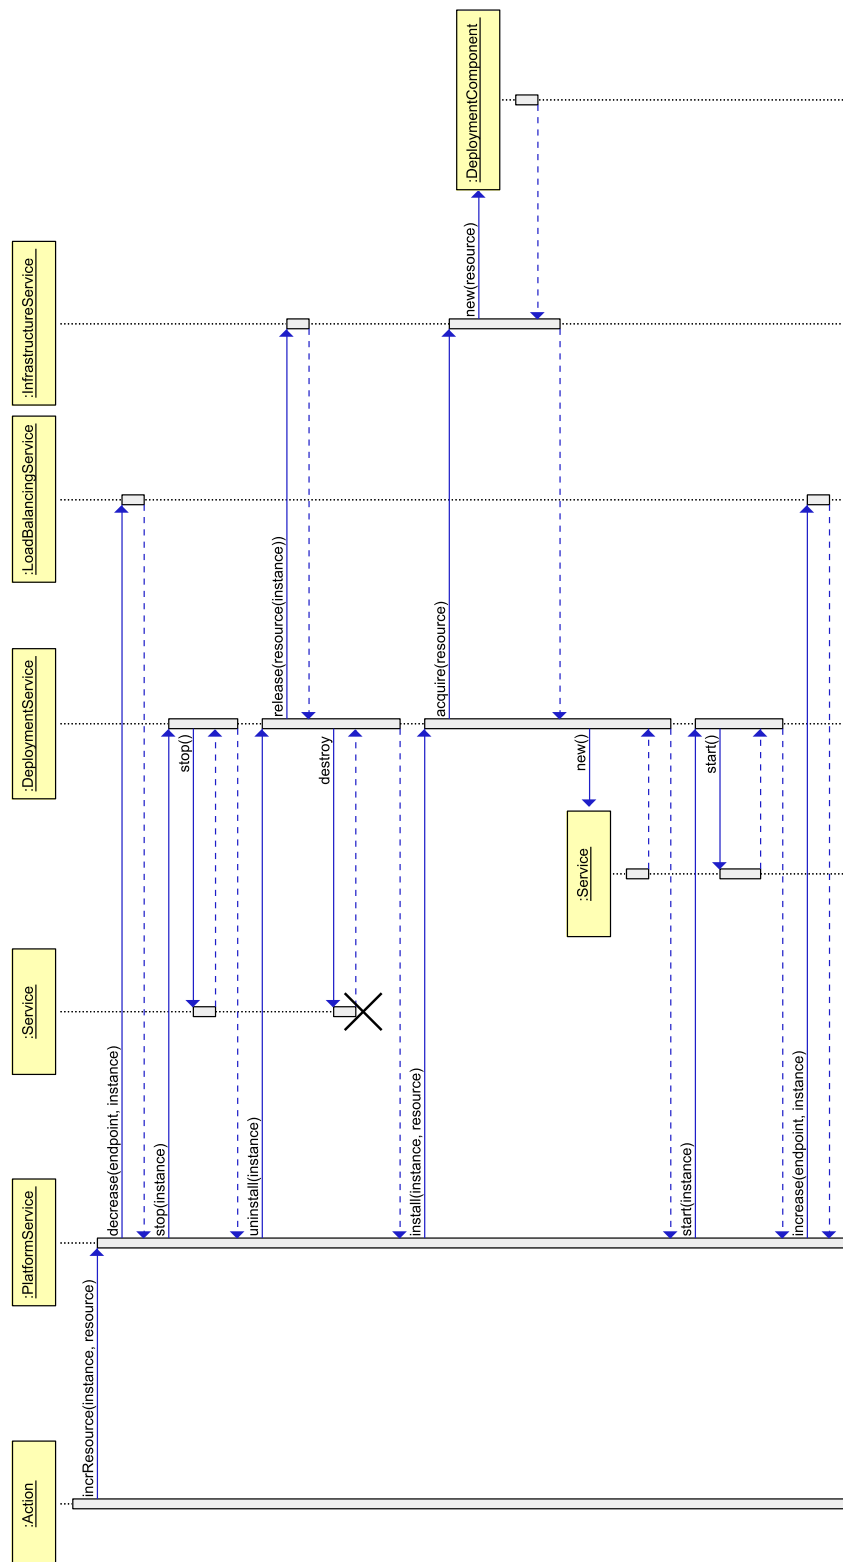 :Action
:PlatformService
:Service
:DeploymentService
:LoadBalancingService
:InfrastructureService
incrResource(instance, resource)
decrease(endpoint, instance)
stop(instance)
stop()
uninstall(instance)
release(resource(instance))
destroy
install(instance, resource)
acquire(resource)
new(resource)
:DeploymentComponent
new()
:Service
start(instance)
start()
increase(endpoint, instance)